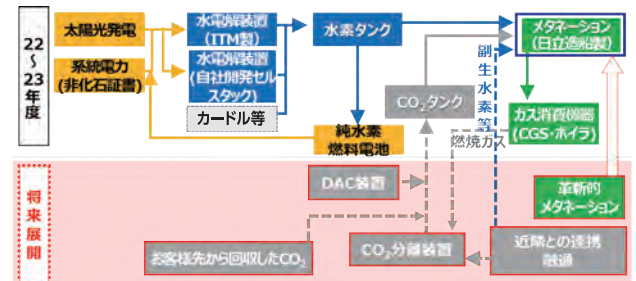 22~23年度
太陽光発電
系統電力
(非化石証書)
水電解装置
(ITM製)
水電解装置
(自社開発セル
スタック)
カードル等
水素タンク
純水素
燃料電池
CO₂タンク
副生水素等
メタネーション
(日立造船製)
ガス消費機器
(CGS・ボイラ)
燃焼ガス
将来展開
DAC装置
お客様先から回収したCO₂
CO₂分離装置
革新的
メタネーション
近隣との連携
融通